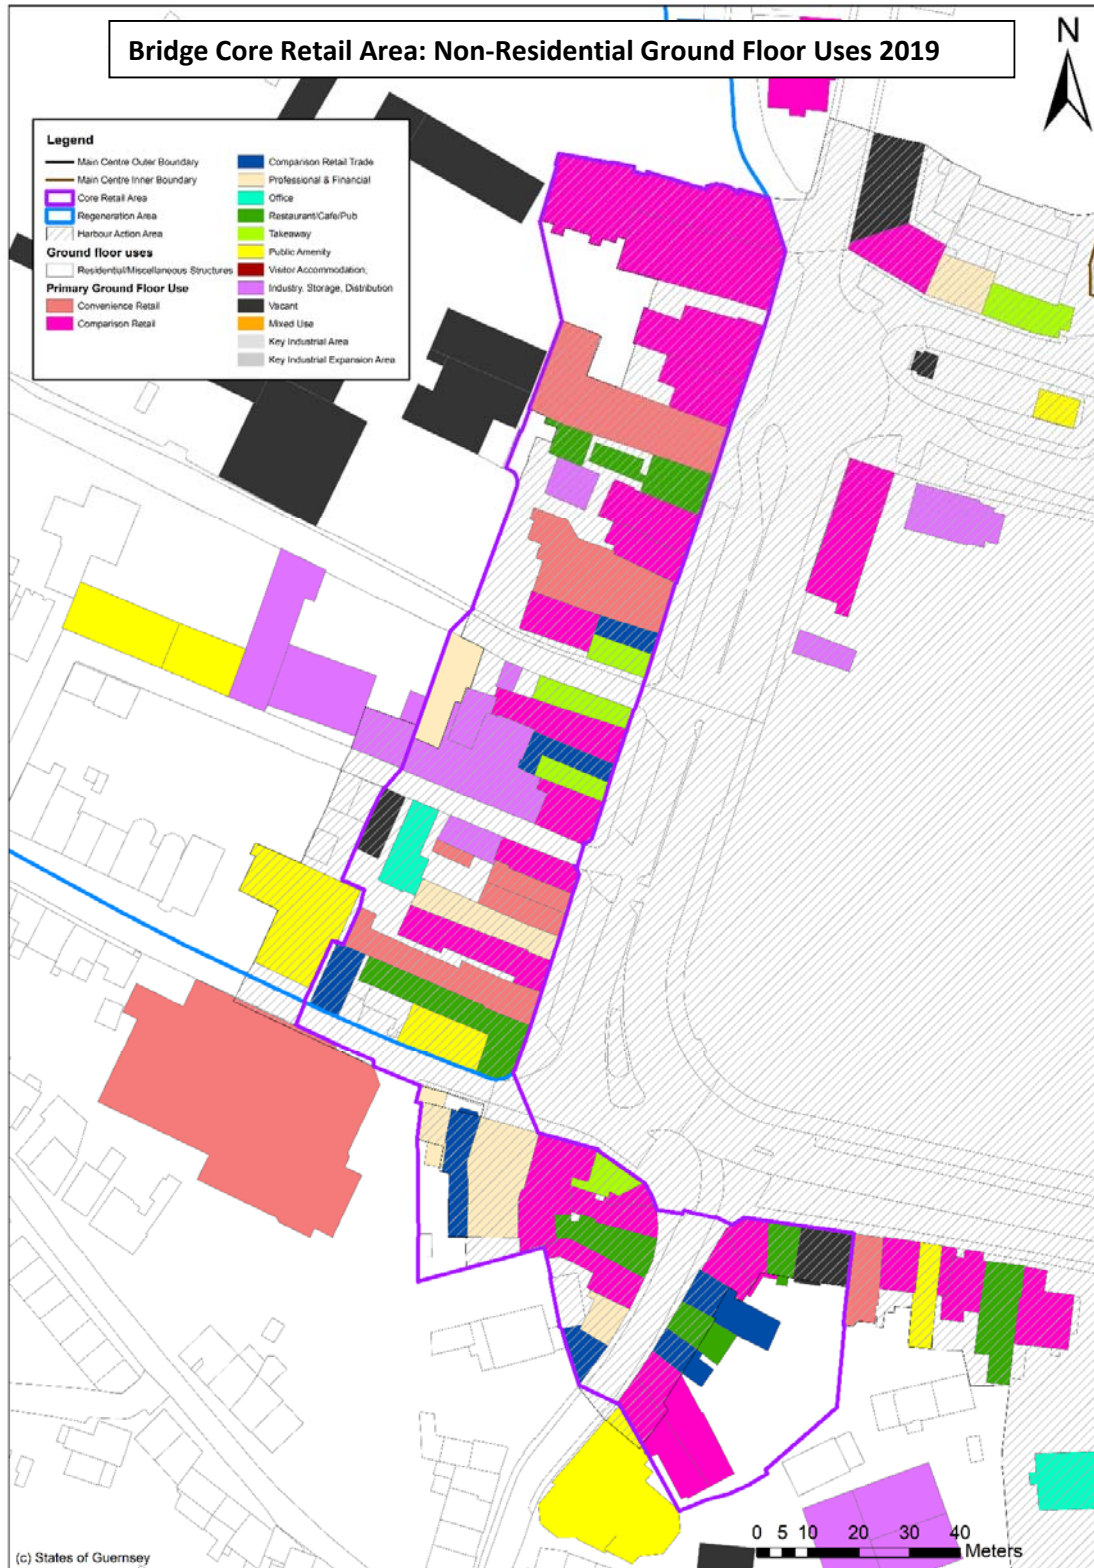 Bridge Core Retail Area: Non-Residential Ground Floor Uses 2019
N
Legend
Main Centre Outer Boundary
Main Centre Inner Boundary
Core Retail Area
Regeneration Area
Harbour Action Area
Ground floor uses
Residential/Miscellaneous Structures
Primary Ground Floor Use
Convenience Retail
Comparison Retail
Comparison Retail Trade
Professional & Financial
Office
Restaurant/Cafe/Pub
Takeaway
Public Amenity
Visitor Accommodation;
Industry, Storage, Distribution
Vacant
Mixed Use
Key Industrial Area
Key Industrial Expansion Area
0 5 10 20 30 40
Meters
(c) States of Guernsey